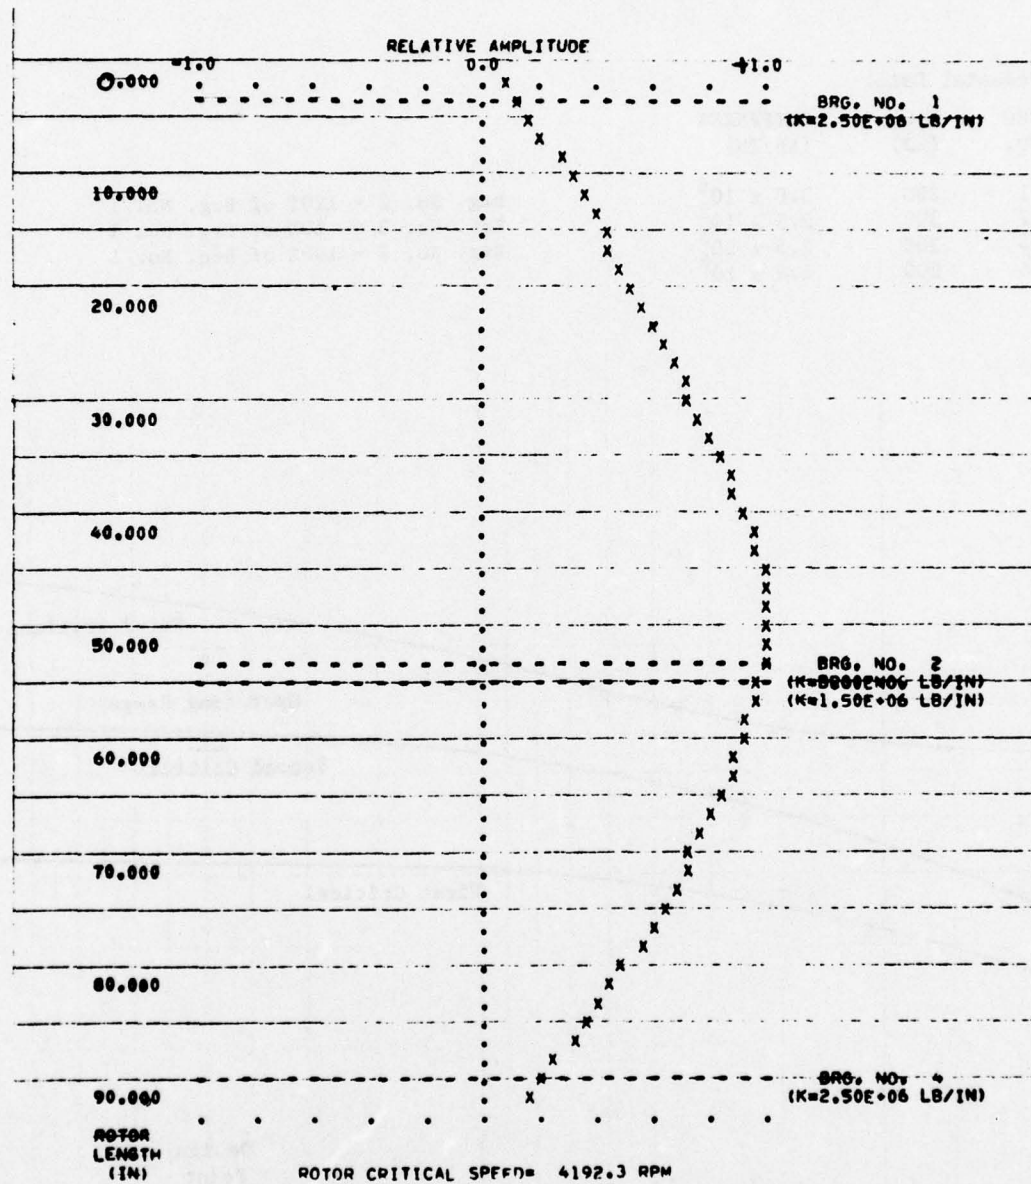 RELATIVE AMPLITUDE
-1.0 0.0 +1.0
0.000
BRG. NO. 1
(K=2.50E+06 LB/IN)
10.000
20.000
30.000
40.000
50.000
BRG. NO. 2
LB/IN)
(K=1.50E+06 LB/IN)
60.000
70.000
80.000
BRG. NO. 4
90.000
(K=2.50E+06 LB/IN)
ROTOR
LENGTH
(IN)
ROTOR CRITICAL SPEED= 4192.3 RPM